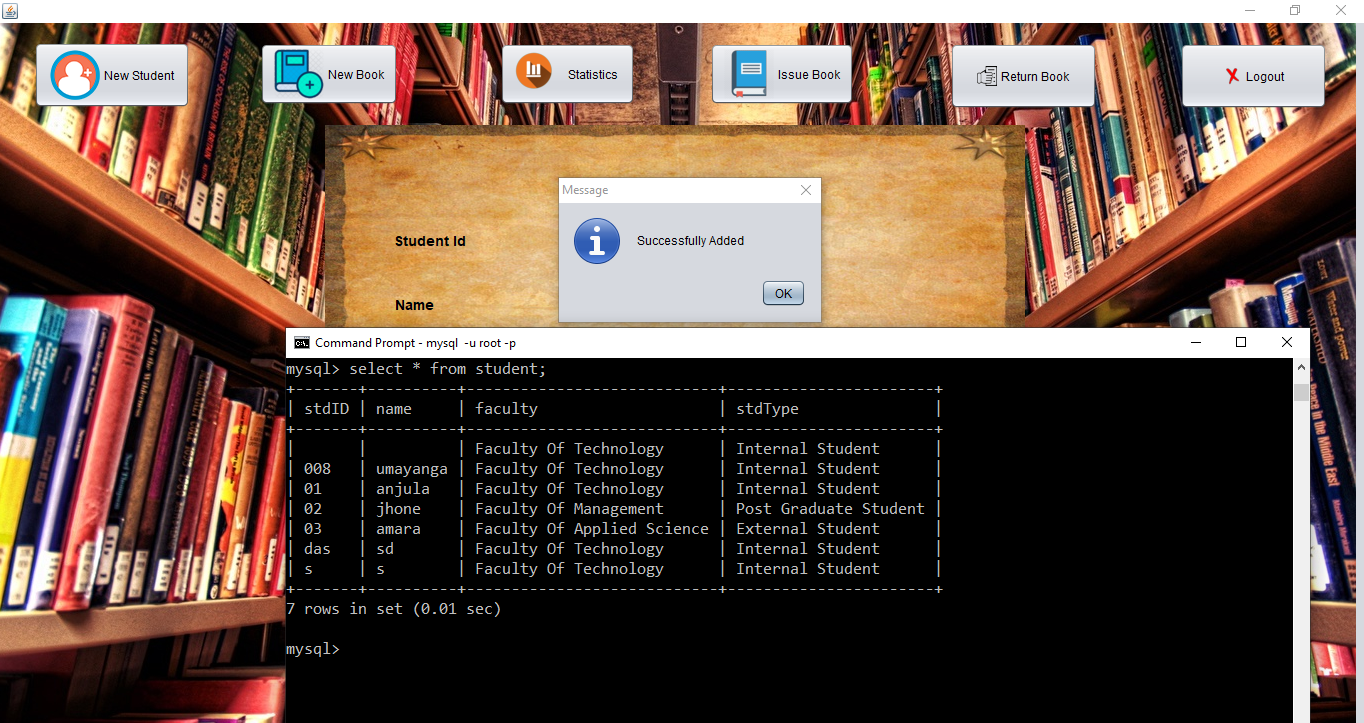 New Student
New Book
Statistics
Issue Book
Return Book
Logout
Message
Successfully Added
OK
Student Id
Name
Command Prompt - mysql  -u root -p
mysql> select * from student;
+-------+----------+----------------------------+-----------------------+
| stdID | name     | faculty                    | stdType               |
+-------+----------+----------------------------+-----------------------+
|       |          | Faculty Of Technology      | Internal Student      |
| 008   | umayanga | Faculty Of Technology      | Internal Student      |
| 01    | anjula   | Faculty Of Technology      | Internal Student      |
| 02    | jhone    | Faculty Of Management      | Post Graduate Student |
| 03    | amara    | Faculty Of Applied Science | External Student      |
| das   | sd       | Faculty Of Technology      | Internal Student      |
| s     | s        | Faculty Of Technology      | Internal Student      |
+-------+----------+----------------------------+-----------------------+
7 rows in set (0.01 sec)
mysql>